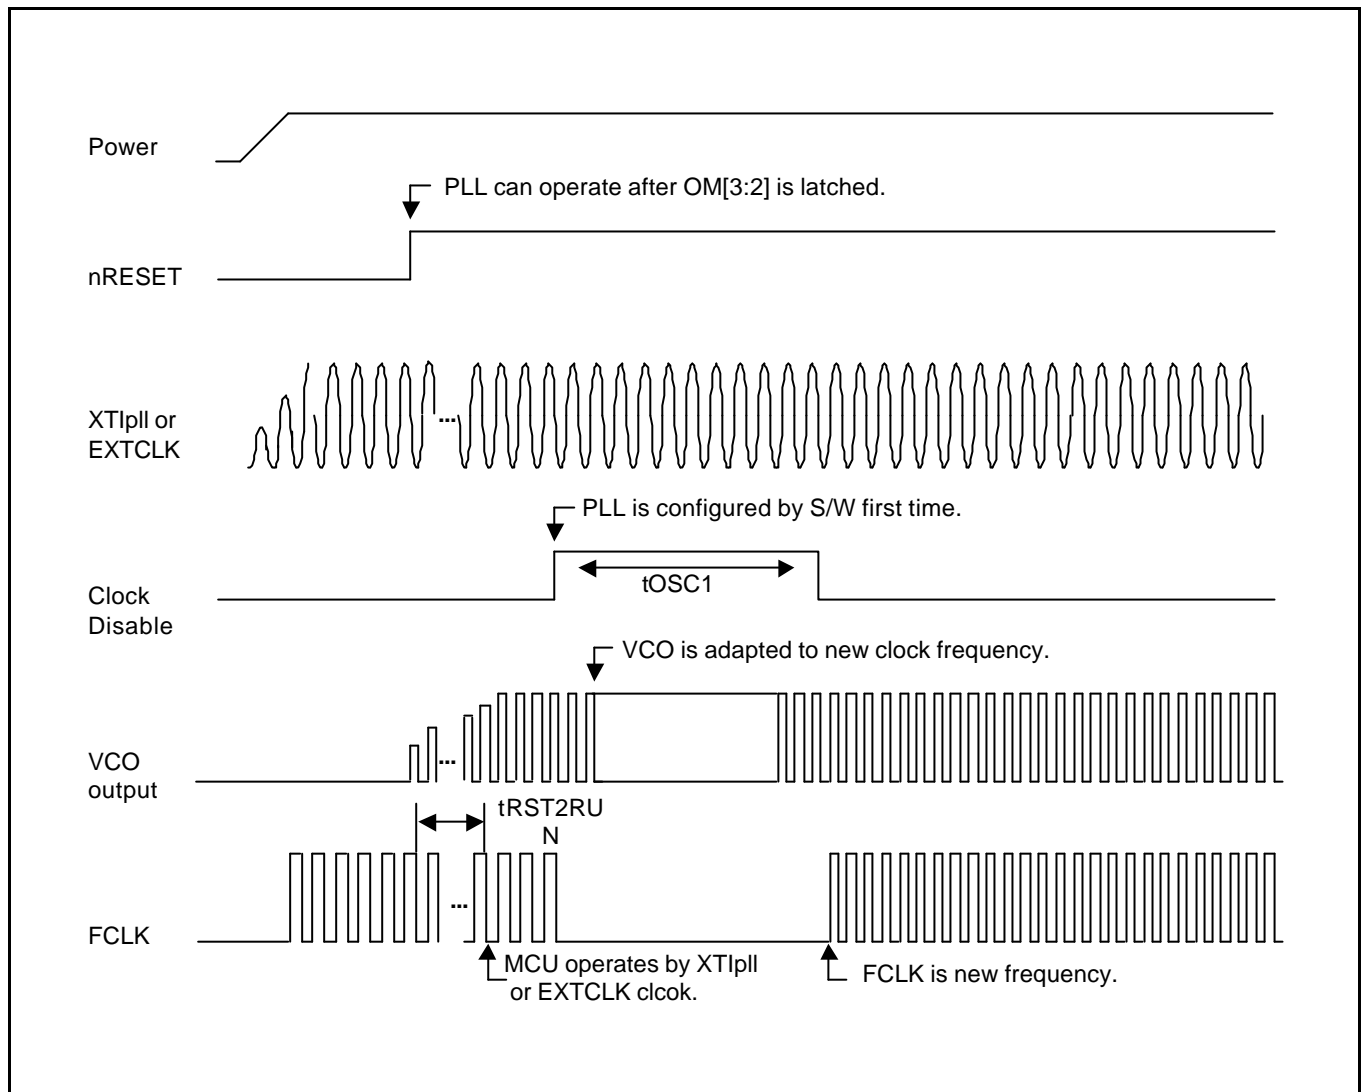 Power
PLL can operate after OM[3:2] is latched.
nRESET
XTIpll or
EXTCLK
...
PLL is configured by S/W first time.
tOSC1
Clock
Disable
VCO is adapted to new clock frequency.
...
VCO
output
tRST2RU
N
...
FCLK
MCU operates by XTIpll
or EXTCLK clcok.
FCLK is new frequency.